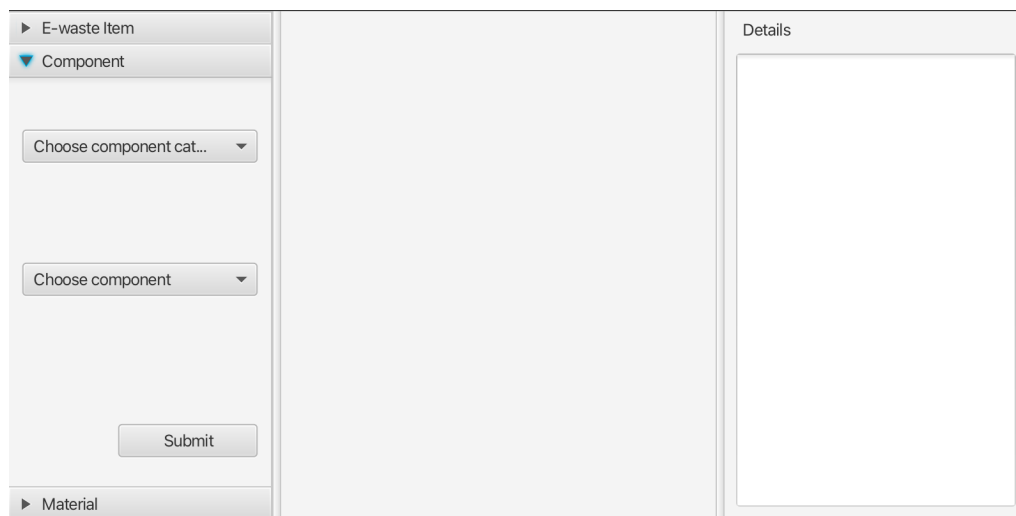 E-waste Item
Component
Choose component cat...
Choose component
Submit
Material
Details